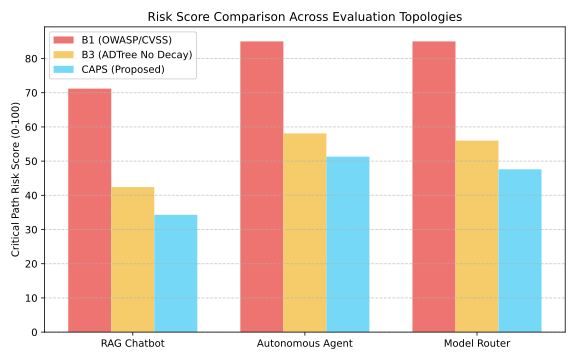 Risk Score Comparison Across Evaluation Topologies
B1 (OWASP/CVSS)
B3 (ADTree No Decay)
CAPS (Proposed)
Critical Path Risk Score (0-100)
80
70
60
50
40
30
20
10
0
RAG Chatbot
Autonomous Agent
Model Router